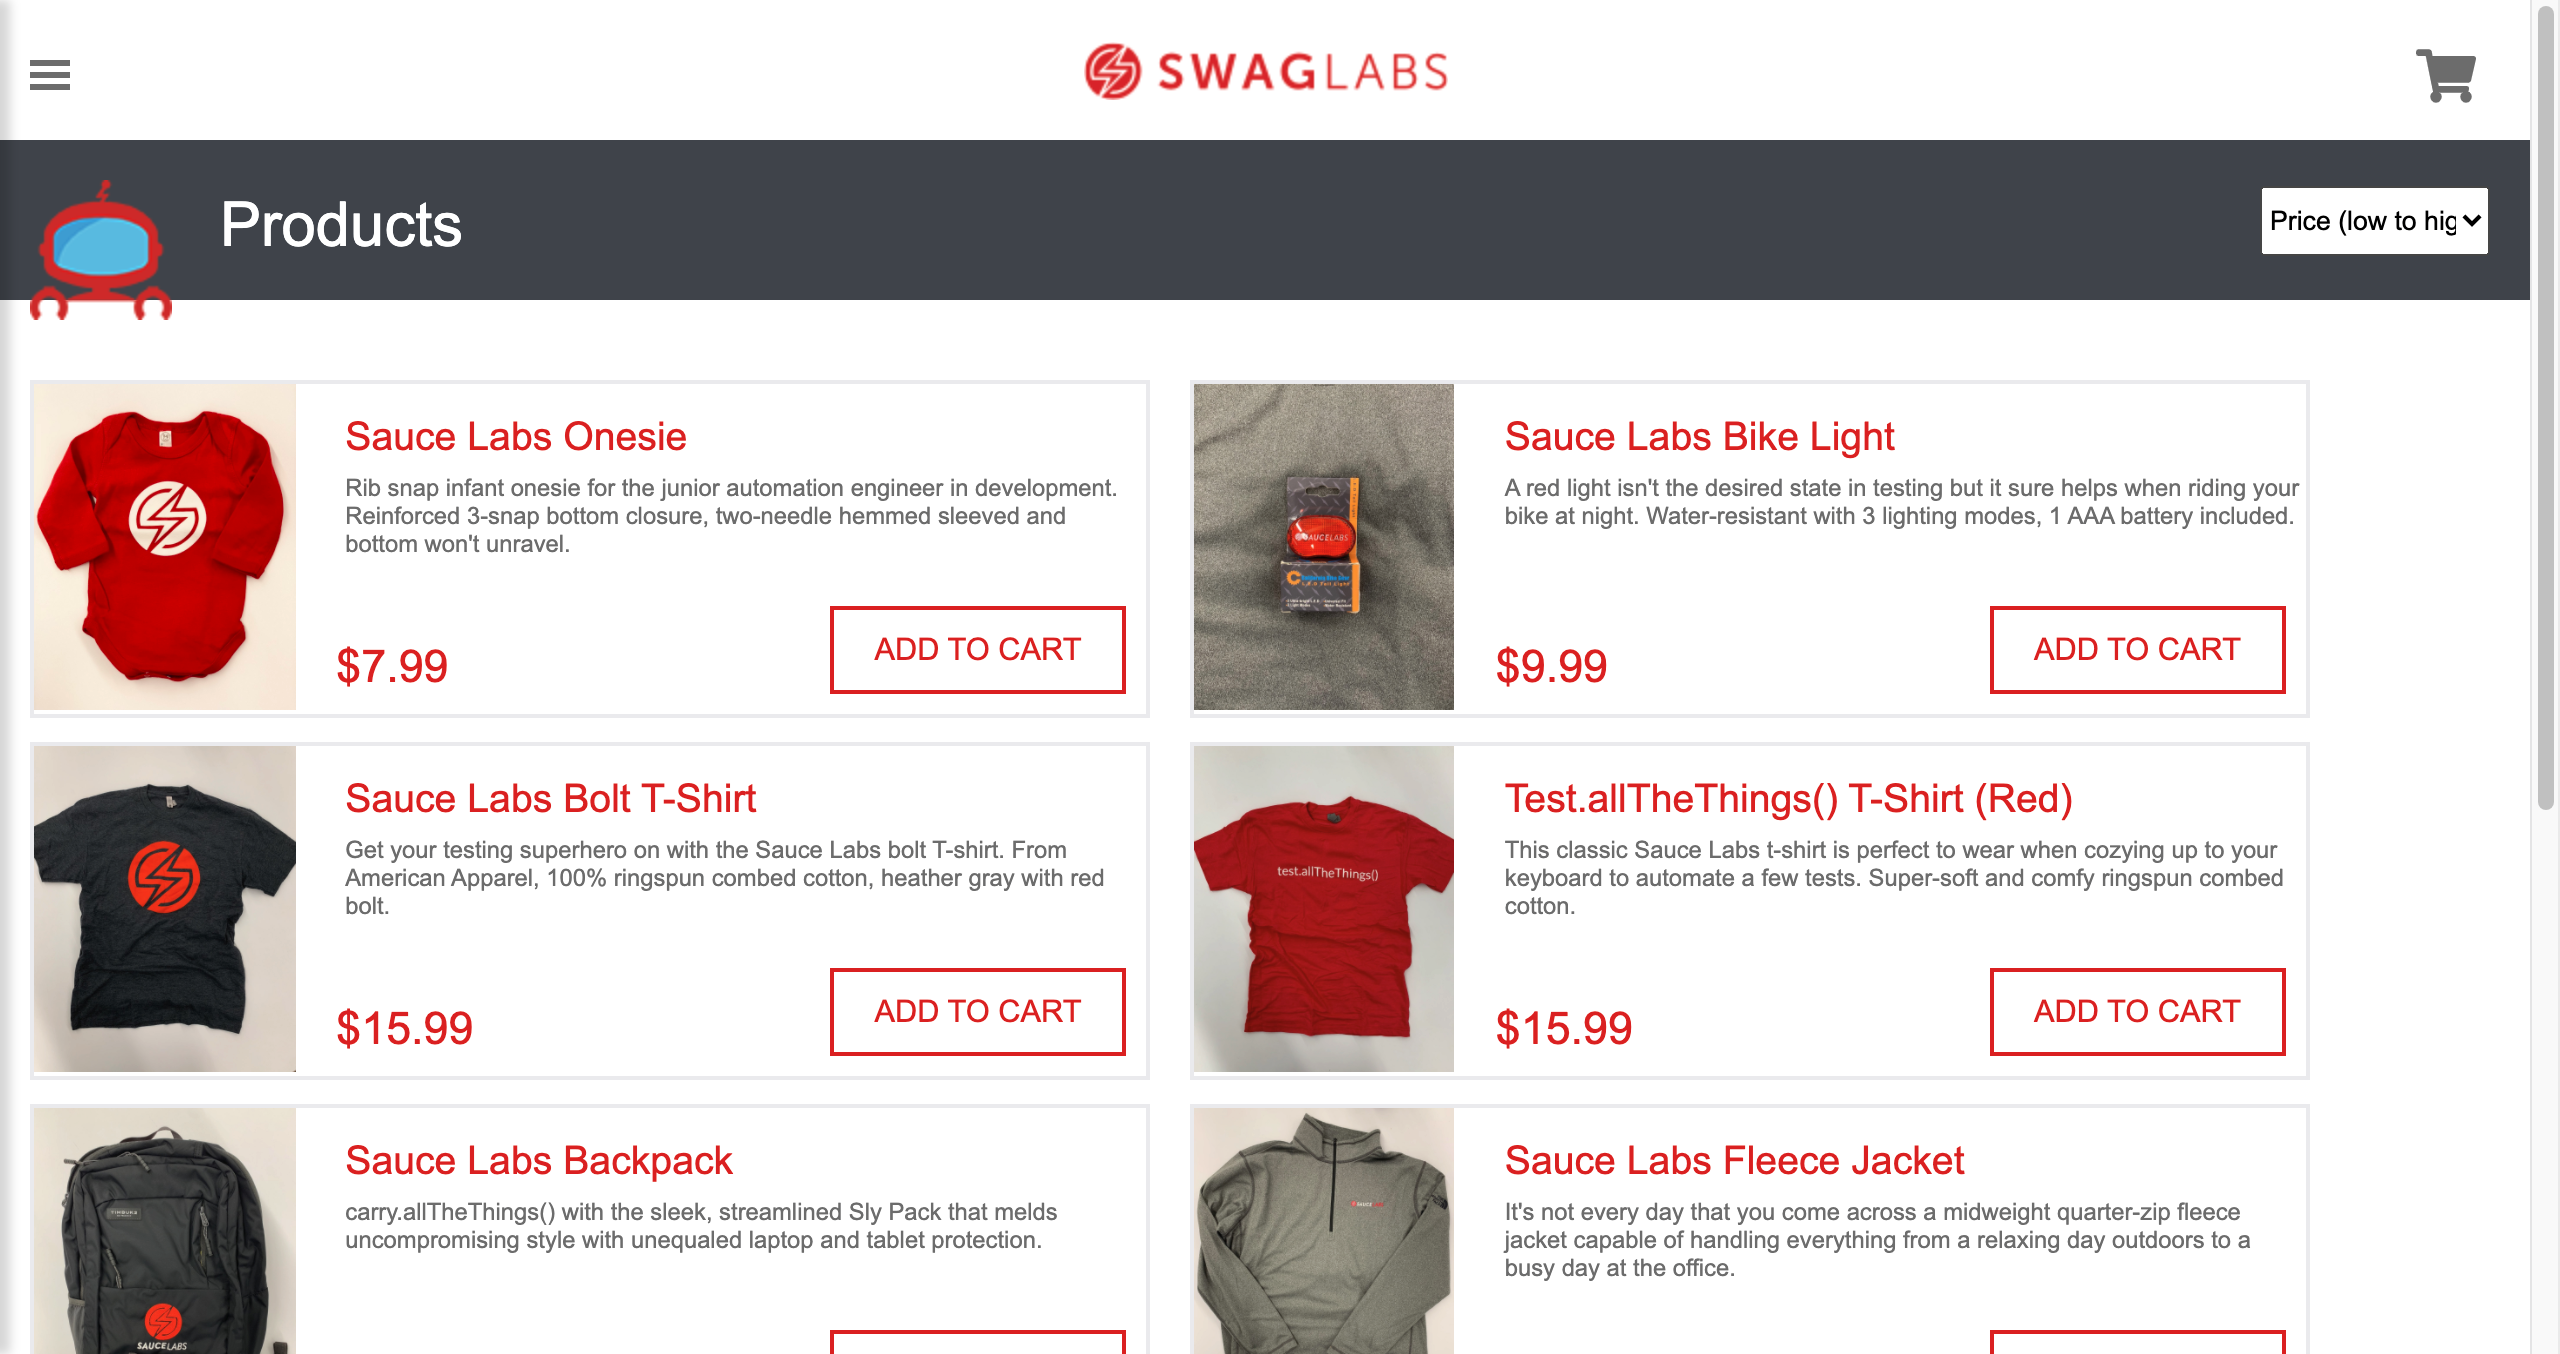 SWAGLABS
Products
Price (low to hig
Sauce Labs Onesie
Rib snap infant onesie for the junior automation engineer in development.
Reinforced 3-snap bottom closure, two-needle hemmed sleeved and
bottom won't unravel.
$7.99
ADD TO CART
Sauce Labs Bike Light
A red light isn't the desired state in testing but it sure helps when riding your
bike at night. Water-resistant with 3 lighting modes, 1 AAA battery included.
$9.99
ADD TO CART
AUCELABS
Sauce Labs Bolt T-Shirt
Get your testing superhero on with the Sauce Labs bolt T-shirt. From
American Apparel, 100% ringspun combed cotton, heather gray with red
bolt.
$15.99
ADD TO CART
test.allTheThings()
Test.allTheThings() T-Shirt (Red)
This classic Sauce Labs t-shirt is perfect to wear when cozying up to your
keyboard to automate a few tests. Super-soft and comfy ringspun combed
cotton.
$15.99
ADD TO CART
SAUCELABS
Sauce Labs Backpack
carry.allTheThings() with the sleek, streamlined Sly Pack that melds
uncompromising style with unequaled laptop and tablet protection.
Sauce Labs Fleece Jacket
It's not every day that you come across a midweight quarter-zip fleece
jacket capable of handling everything from a relaxing day outdoors to a
busy day at the office.